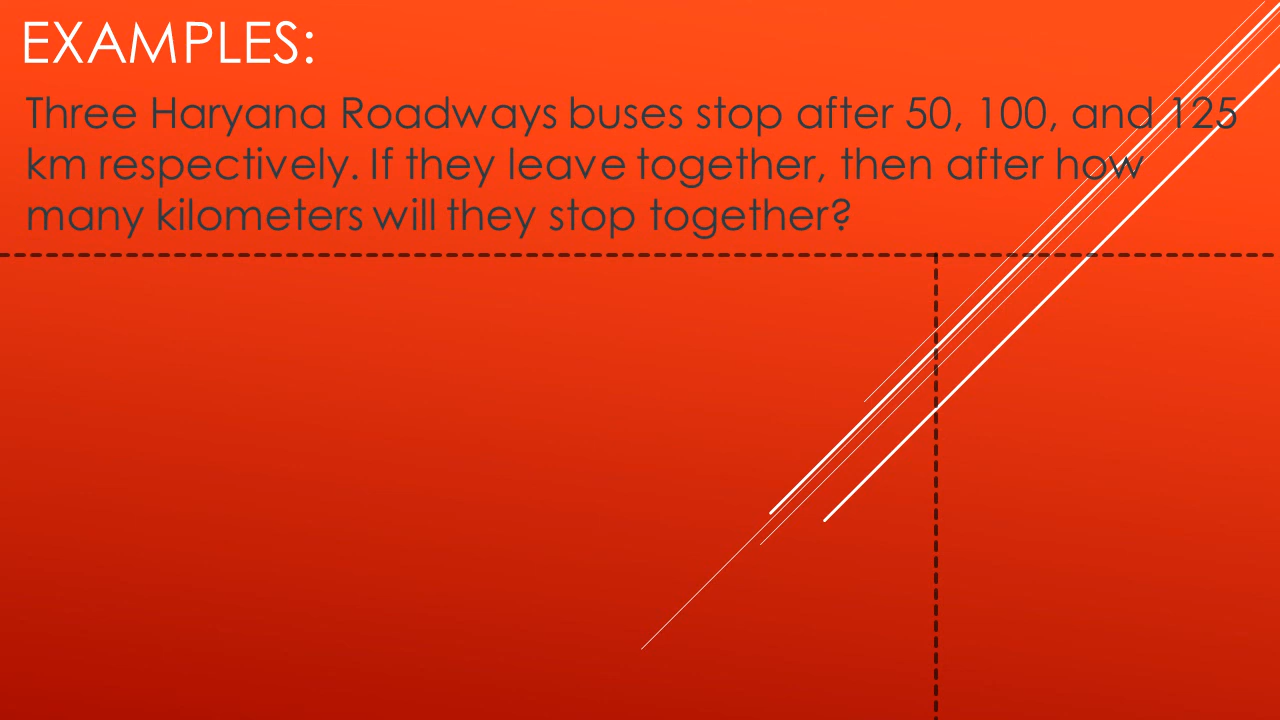 EXAMPLES:
Three Haryana Roadways buses stop after 50, 100, and 125
km respectively. If they leave together, then after how
many kilometers will they stop together?